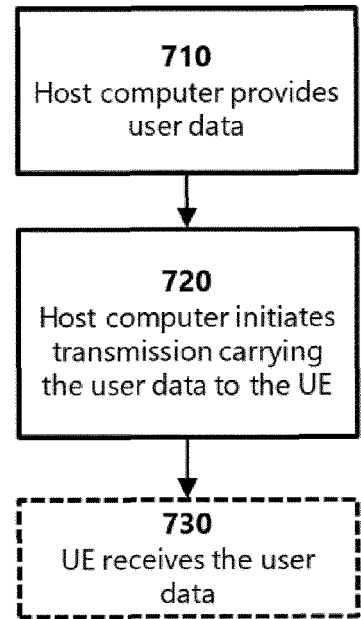 710
Host computer provides
user data
720
Host computer initiates
transmission carrying
the user data to the UE
730
UE receives the user
data